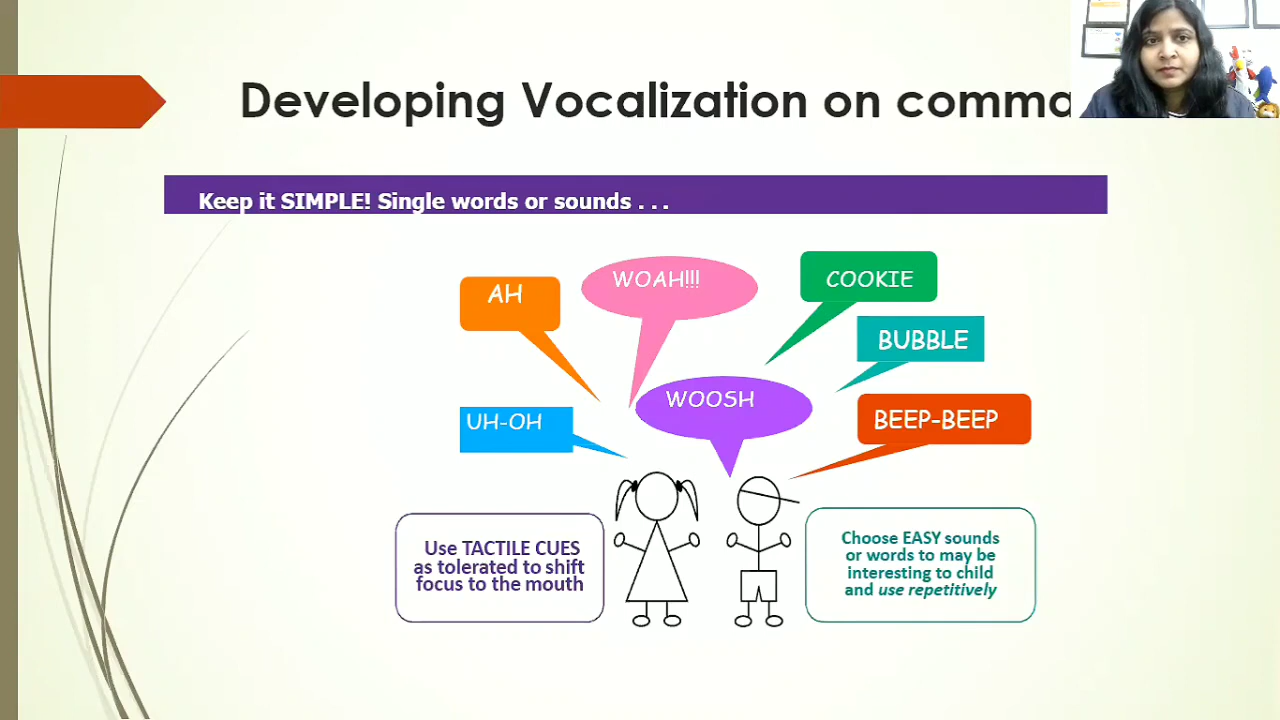 Developing Vocalization on comma
Keep it SIMPLE! Single words or sounds . . .
AH
WOAH!!!
COOKIE
BUBBLE
WOOSH
UH-OH
BEEP-BEEP
Use TACTILE CUES
as tolerated to shift
focus to the mouth
Choose EASY sounds
or words to may be
interesting to child
and use repetitively